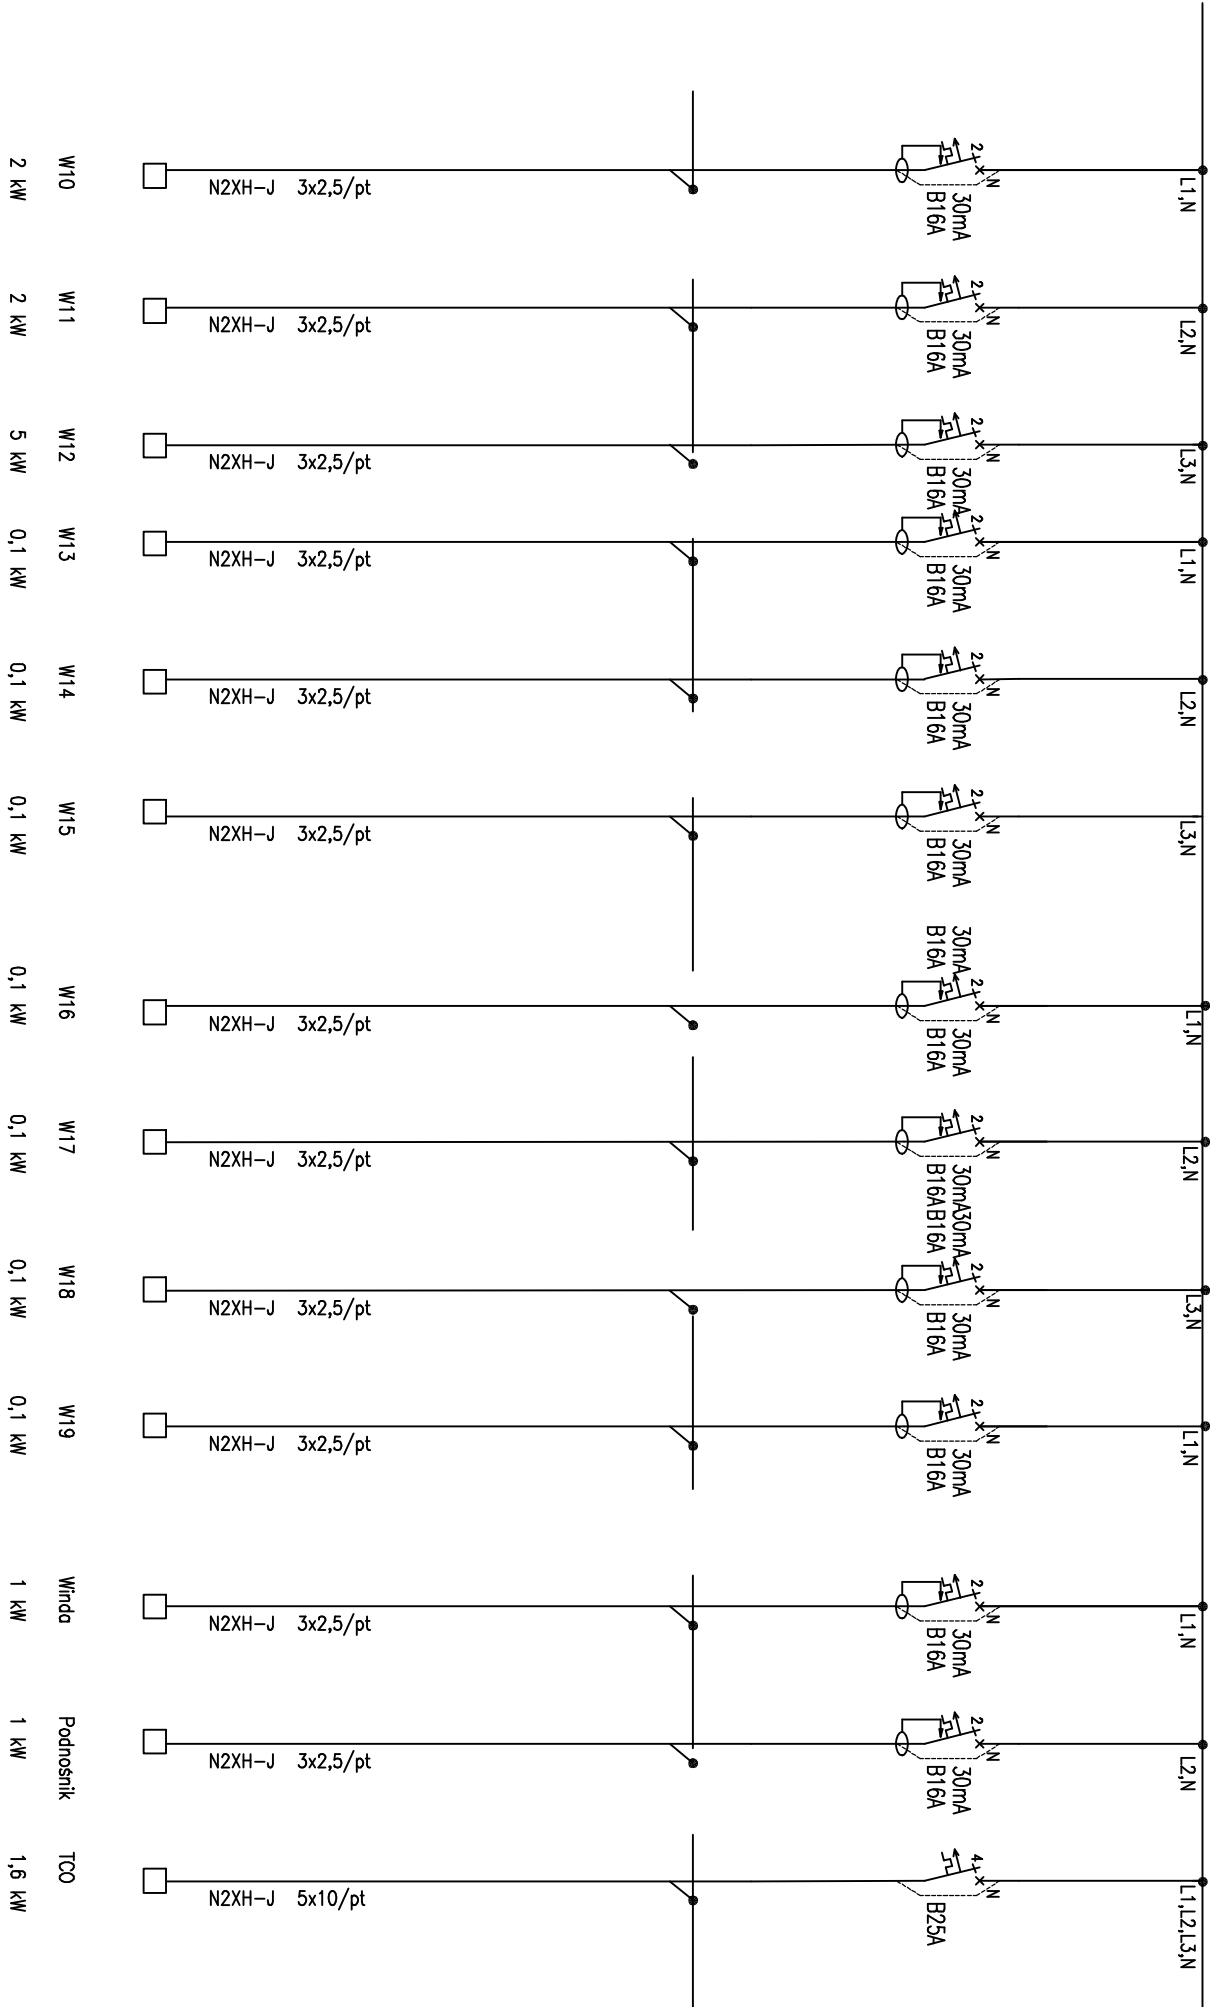 W10
2 kW
N2XH-J 3x2,5/pt
2
N
30mA
B16A
L1,N
W11
2 kW
N2XH-J 3x2,5/pt
2
N
30mA
B16A
L2,N
W12
5 kW
N2XH-J 3x2,5/pt
2
N
30mA
B16A
L3,N
W13
0,1 kW
N2XH-J 3x2,5/pt
2
N
30mA
B16A
L1,N
W14
0,1 kW
N2XH-J 3x2,5/pt
2
N
30mA
B16A
L2,N
W15
0,1 kW
N2XH-J 3x2,5/pt
2
N
30mA
B16A
L3,N
30mA
B16A
W16
0,1 kW
N2XH-J 3x2,5/pt
2
N
30mA
B16A
L1,N
W17
0,1 kW
N2XH-J 3x2,5/pt
2
N
30mA
B16A
L2,N
30mA
B16A
W18
0,1 kW
N2XH-J 3x2,5/pt
2
N
30mA
B16A
L3,N
W19
0,1 kW
N2XH-J 3x2,5/pt
2
N
30mA
B16A
L1,N
Winda
1 kW
N2XH-J 3x2,5/pt
2
N
30mA
B16A
L1,N
Podnośnik
1 kW
N2XH-J 3x2,5/pt
2
N
30mA
B16A
L2,N
TCO
1,6 kW
N2XH-J 5x10/pt
4
N
B25A
L1,L2,L3,N